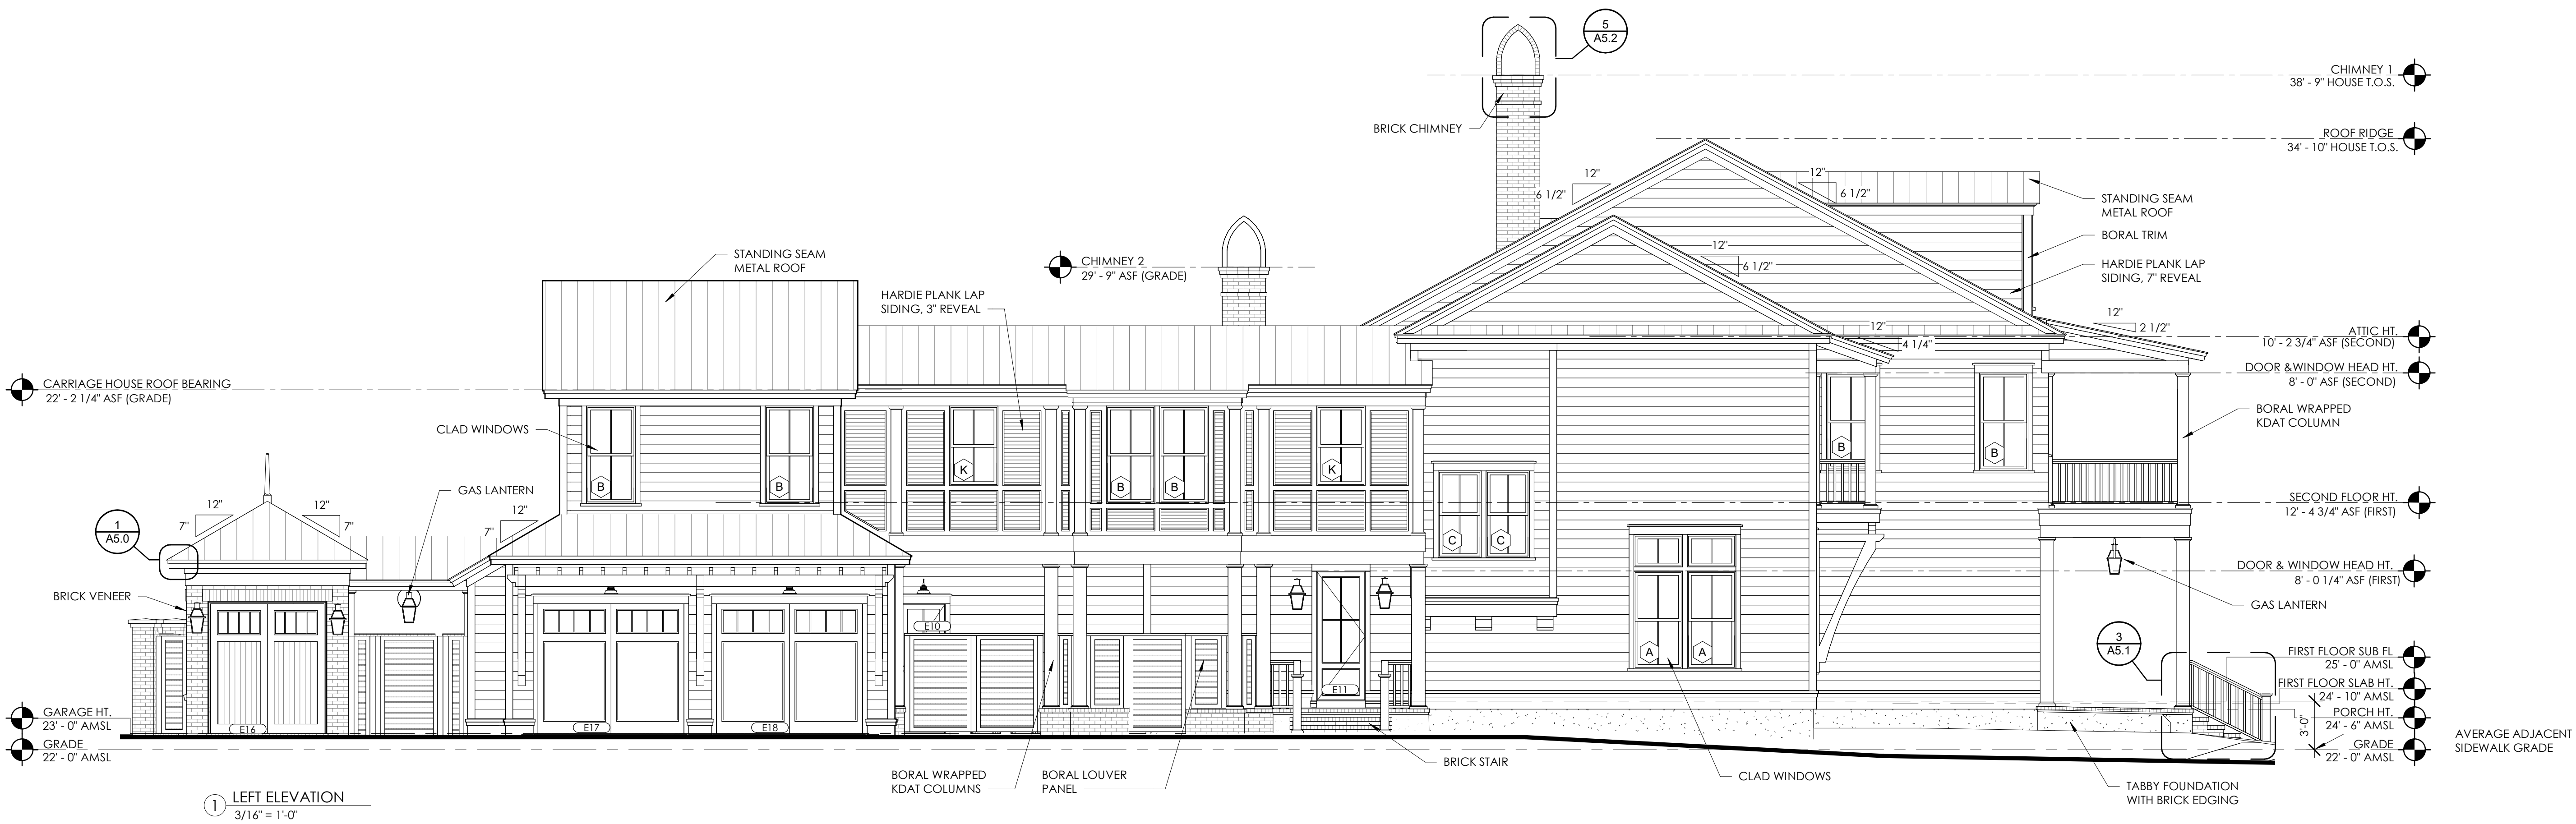 5
A5.2
CHIMNEY 1
38' - 9" HOUSE T.O.S.
BRICK CHIMNEY
ROOF RIDGE
34' - 10" HOUSE T.O.S.
12"
6 1/2"
12"
6 1/2"
STANDING SEAM
METAL ROOF
BORAL TRIM
12"
6 1/2"
HARDIE PLANK LAP
SIDING, 7" REVEAL
STANDING SEAM
METAL ROOF
CHIMNEY 2
29' - 9" ASF (GRADE)
HARDIE PLANK LAP
SIDING, 3" REVEAL
12"
2 1/2"
12"
4 1/4"
ATTIC HT.
10' - 2 3/4" ASF (SECOND)
DOOR &WINDOW HEAD HT.
8' - 0" ASF (SECOND)
CARRIAGE HOUSE ROOF BEARING
22' - 2 1/4" ASF (GRADE)
BORAL WRAPPED
KDAT COLUMN
CLAD WINDOWS
B
B
K
B
B
K
B
B
C
C
GAS LANTERN
SECOND FLOOR HT.
12' - 4 3/4" ASF (FIRST)
12"
7"
12"
7"
12"
7"
1
A5.0
DOOR & WINDOW HEAD HT.
8' - 0 1/4" ASF (FIRST)
BRICK VENEER
GAS LANTERN
E10
A
A
3
A5.1
FIRST FLOOR SUB FL
25' - 0" AMSL
FIRST FLOOR SLAB HT.
24' - 10" AMSL
E11
GARAGE HT.
23' - 0" AMSL
PORCH HT.
24' - 6" AMSL
3'-0"
E16
E17
E18
GRADE
22' - 0" AMSL
GRADE
22' - 0" AMSL
AVERAGE ADJACENT
SIDEWALK GRADE
BORAL WRAPPED
KDAT COLUMNS
BORAL LOUVER
PANEL
BRICK STAIR
CLAD WINDOWS
TABBY FOUNDATION
WITH BRICK EDGING
1
LEFT ELEVATION
3/16" = 1'-0"